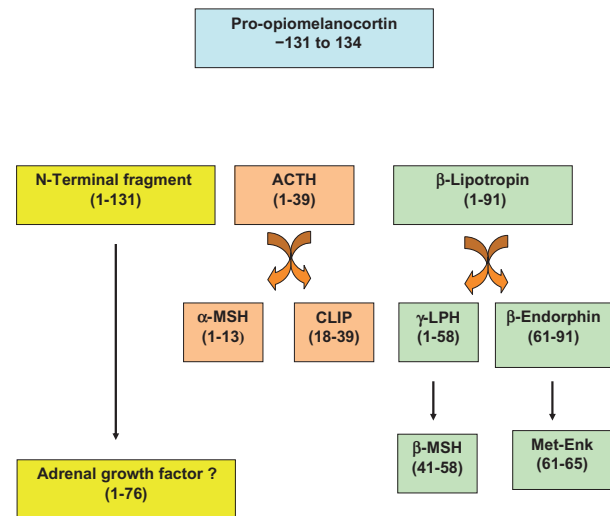 Pro-opiomelanocortin
−131 to 134
N-Terminal fragment
(1-131)
ACTH
(1-39)
β-Lipotropin
(1-91)
α-MSH
(1-13)
CLIP
(18-39)
γ-LPH
(1-58)
β-Endorphin
(61-91)
β-MSH
(41-58)
Met-Enk
(61-65)
Adrenal growth factor ?
(1-76)